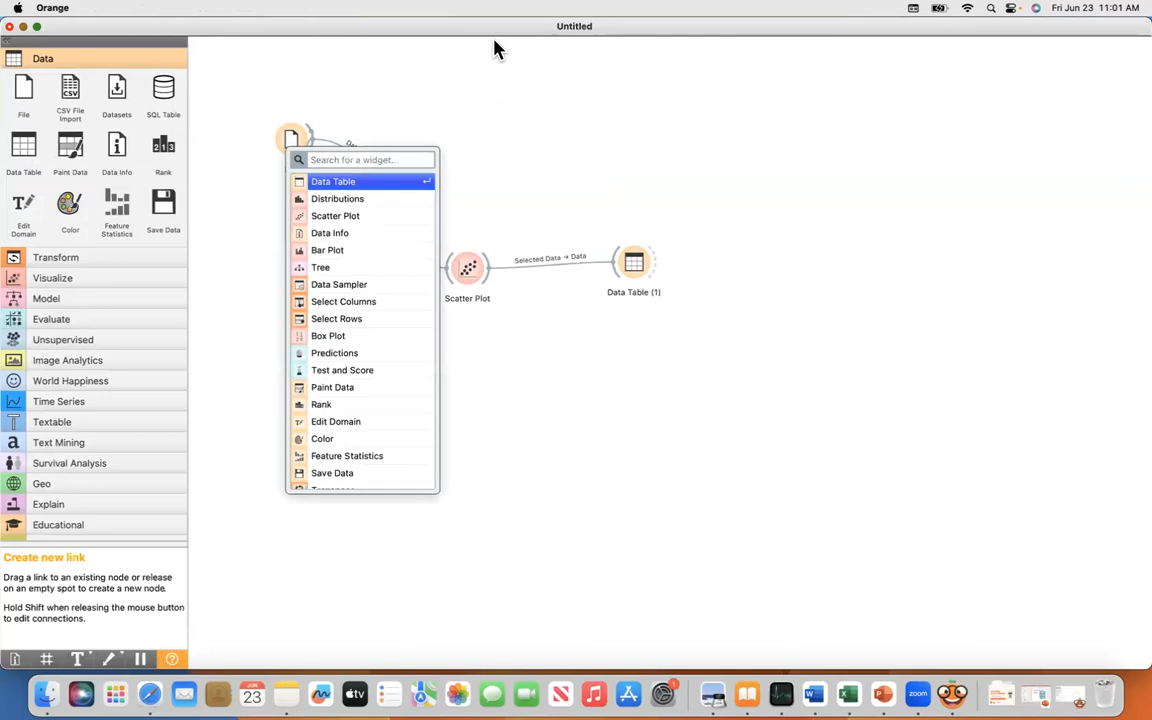 Orange
Fri Jun 23 11:01 AM
Untitled
Data
File
CSV File
Import
Datasets
SQL Table
Data Table
Paint Data
Data Info
Rank
Edit
Domain
Color
Feature
Statistics
Save Data
Transform
Visualize
Model
Evaluate
Unsupervised
Image Analytics
World Happiness
Time Series
Textable
Text Mining
Survival Analysis
Geo
Explain
Educational
Create new link
Drag a link to an existing node or release
on an empty spot to create a new node.
Hold Shift when releasing the mouse button
to edit connections.
Search for a widget...
Data Table
Distributions
Scatter Plot
Data Info
Bar Plot
Tree
Data Sampler
Select Columns
Select Rows
Box Plot
Predictions
Test and Score
Paint Data
Rank
Edit Domain
Color
Feature Statistics
Save Data
Scatter Plot
Selected Data → Data
Data Table (1)
JUN
23
tv
zoom